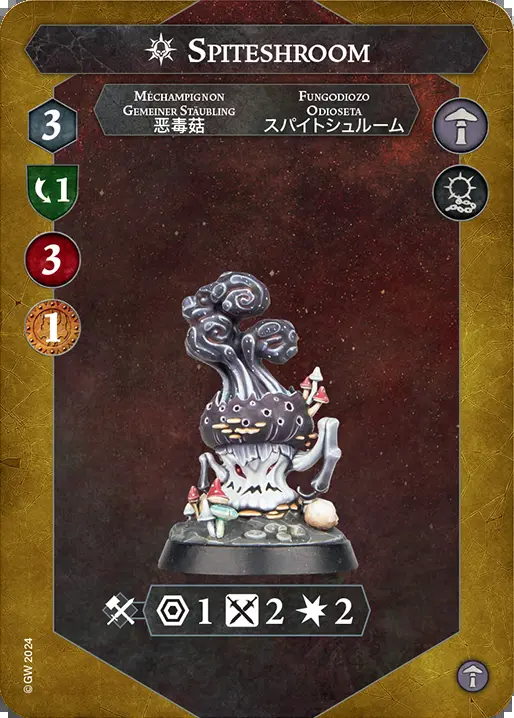 SPITESHROOM
MÉCHAMPIGNON
GEMEINER STÄUBLING
恶毒菇
FUNGODIOZO
ODIOSETA
スパイトシュルーム
3
1
3
1
1 2 2
©GW 2024